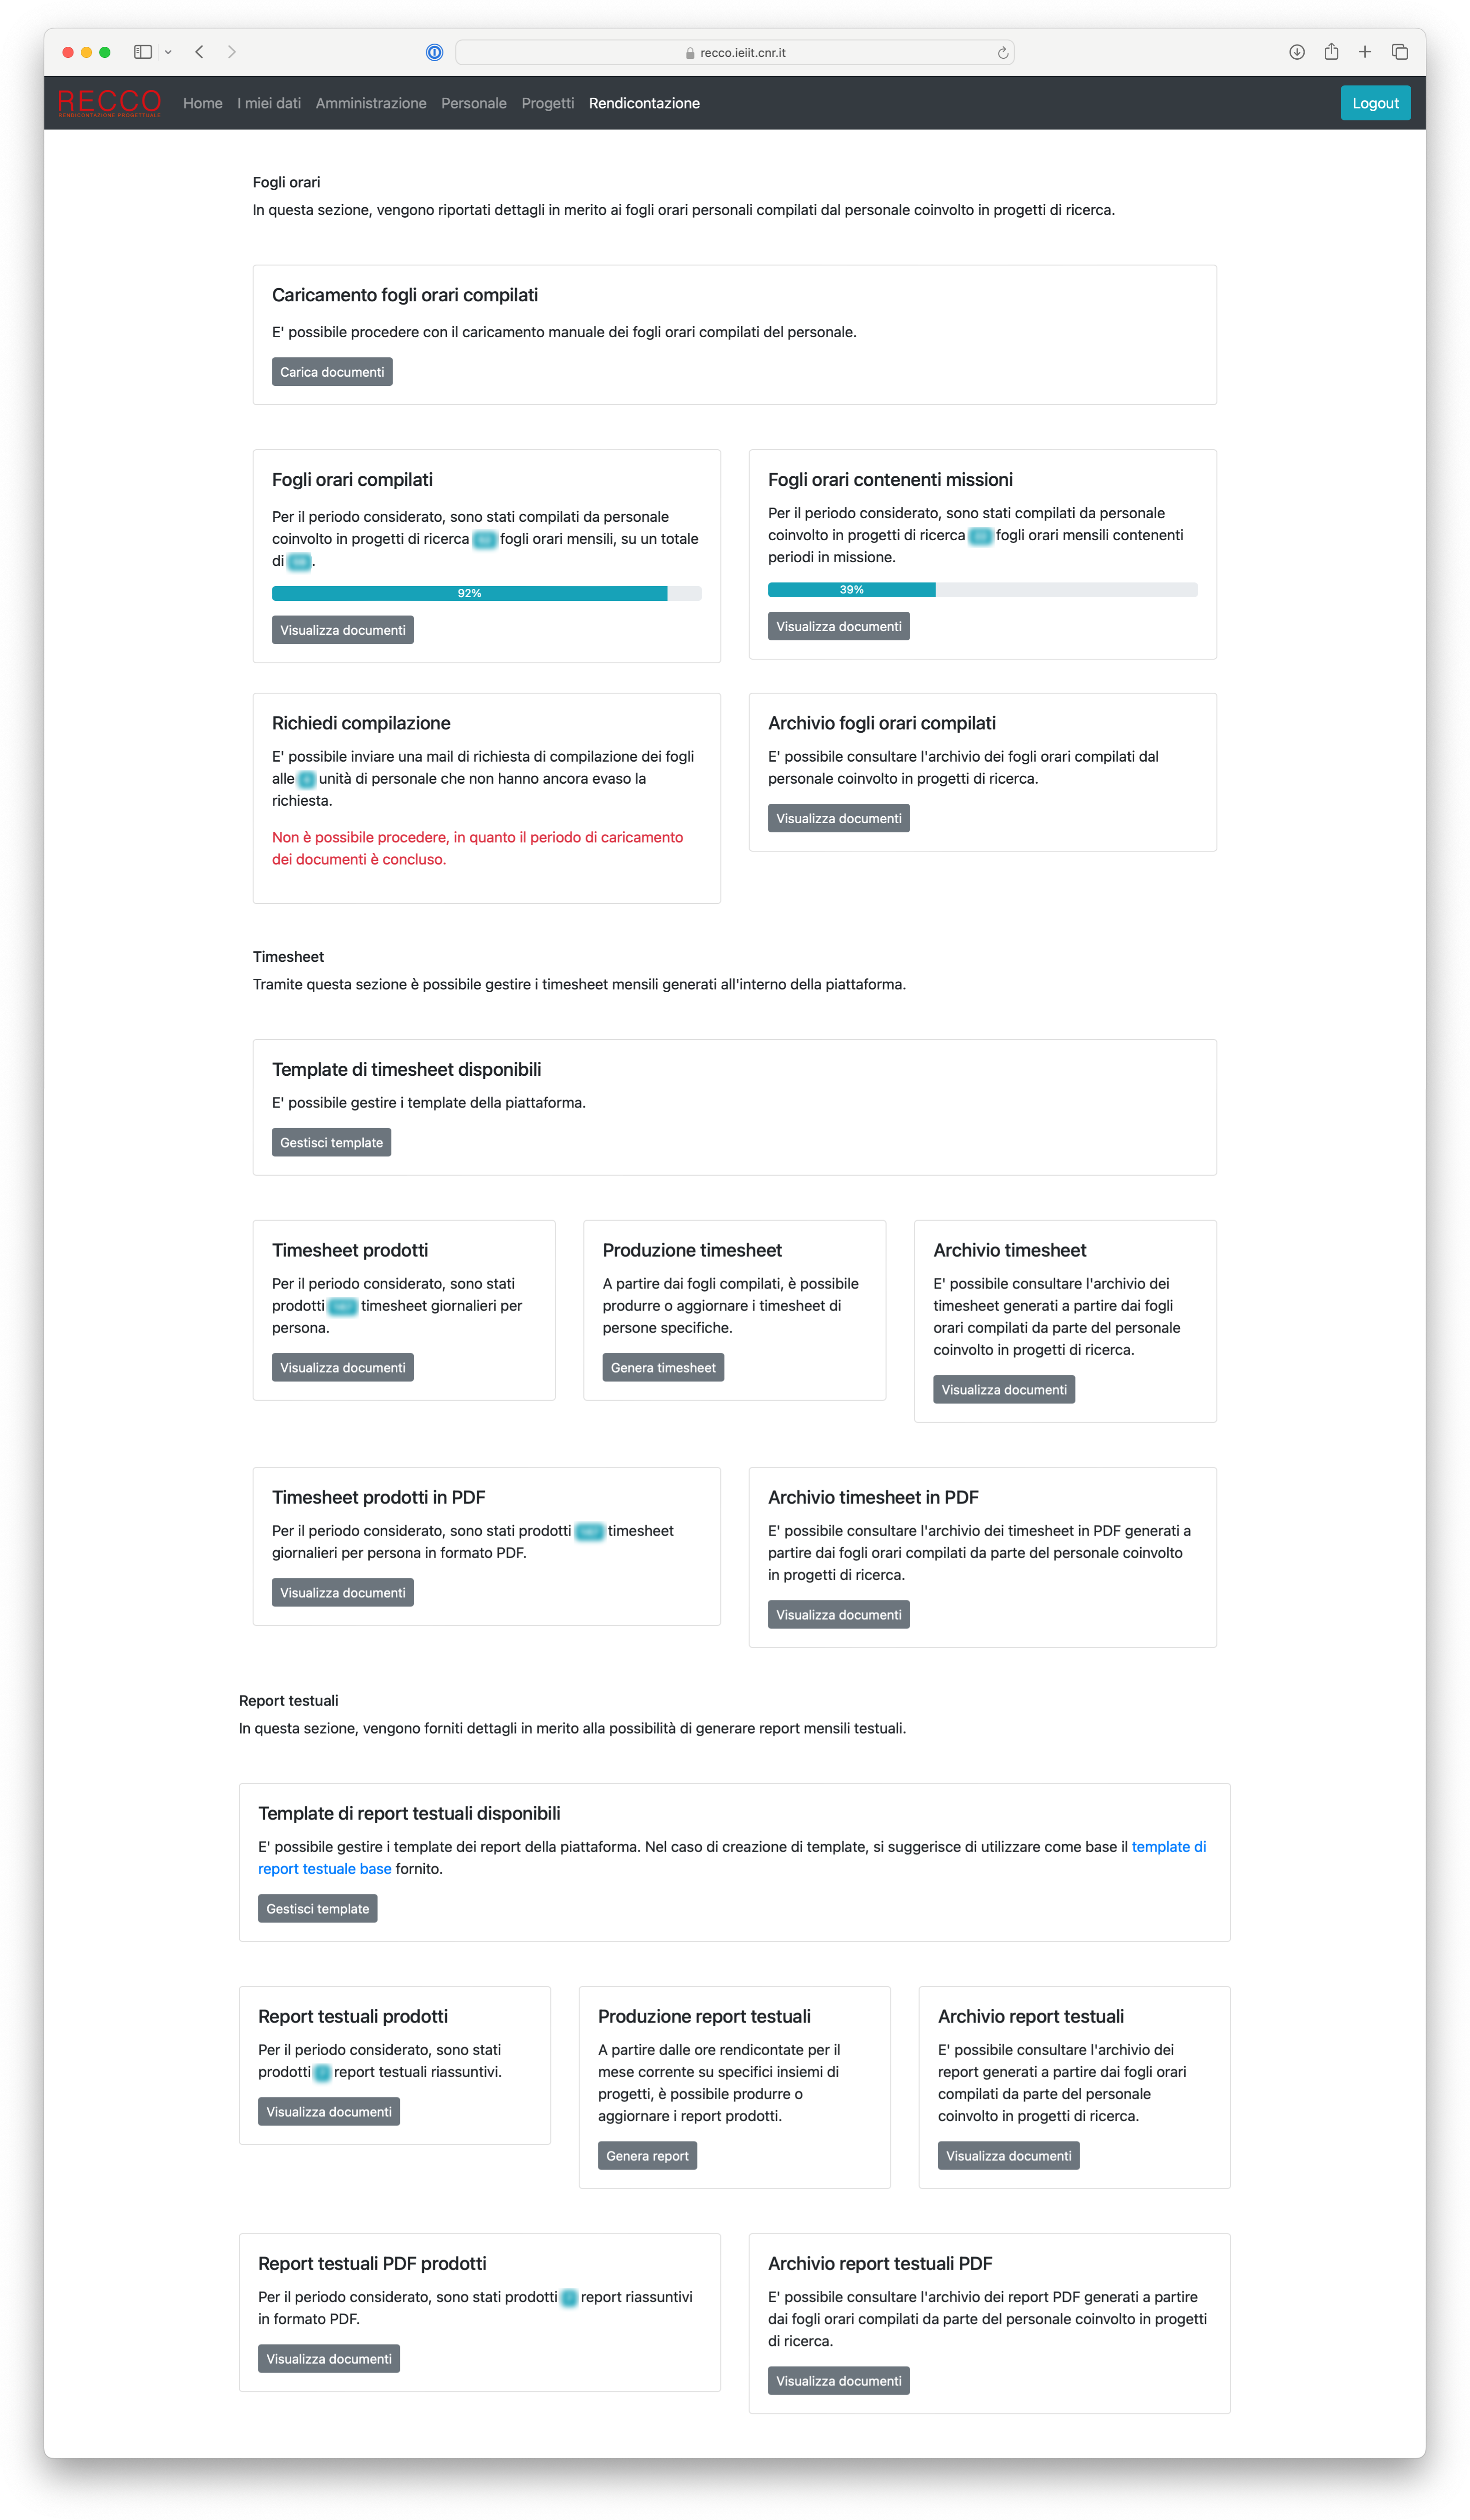 recco.ieiit.cnr.it
RECCO
RENDICONTAZIONE PROGETTUALE
Home I miei dati Amministrazione Personale Progetti Rendicontazione
Logout
Fogli orari
In questa sezione, vengono riportati dettagli in merito ai fogli orari personali compilati dal personale coinvolto in progetti di ricerca.
Caricamento fogli orari compilati
E' possibile procedere con il caricamento manuale dei fogli orari compilati del personale.
Carica documenti
Fogli orari compilati
Per il periodo considerato, sono stati compilati da personale
coinvolto in progetti di ricerca fogli orari mensili, su un totale
di .
92%
Visualizza documenti
Fogli orari contenenti missioni
Per il periodo considerato, sono stati compilati da personale
coinvolto in progetti di ricerca fogli orari mensili contenenti
periodi in missione.
39%
Visualizza documenti
Richiedi compilazione
E' possibile inviare una mail di richiesta di compilazione dei fogli
alle unità di personale che non hanno ancora evaso la
richiesta.
Non è possibile procedere, in quanto il periodo di caricamento
dei documenti è concluso.
Archivio fogli orari compilati
E' possibile consultare l'archivio dei fogli orari compilati dal
personale coinvolto in progetti di ricerca.
Visualizza documenti
Timesheet
Tramite questa sezione è possibile gestire i timesheet mensili generati all'interno della piattaforma.
Template di timesheet disponibili
E' possibile gestire i template della piattaforma.
Gestisci template
Timesheet prodotti
Per il periodo considerato, sono stati
prodotti timesheet giornalieri per
persona.
Visualizza documenti
Produzione timesheet
A partire dai fogli compilati, è possibile
produrre o aggiornare i timesheet di
persone specifiche.
Genera timesheet
Archivio timesheet
E' possibile consultare l'archivio dei
timesheet generati a partire dai fogli
orari compilati da parte del personale
coinvolto in progetti di ricerca.
Visualizza documenti
Timesheet prodotti in PDF
Per il periodo considerato, sono stati prodotti timesheet
giornalieri per persona in formato PDF.
Visualizza documenti
Archivio timesheet in PDF
E' possibile consultare l'archivio dei timesheet in PDF generati a
partire dai fogli orari compilati da parte del personale coinvolto
in progetti di ricerca.
Visualizza documenti
Report testuali
In questa sezione, vengono forniti dettagli in merito alla possibilità di generare report mensili testuali.
Template di report testuali disponibili
E' possibile gestire i template dei report della piattaforma. Nel caso di creazione di template, si suggerisce di utilizzare come base il template di
report testuale base fornito.
Gestisci template
Report testuali prodotti
Per il periodo considerato, sono stati
prodotti report testuali riassuntivi.
Visualizza documenti
Produzione report testuali
A partire dalle ore rendicontate per il
mese corrente su specifici insiemi di
progetti, è possibile produrre o
aggiornare i report prodotti.
Genera report
Archivio report testuali
E' possibile consultare l'archivio dei
report generati a partire dai fogli orari
compilati da parte del personale
coinvolto in progetti di ricerca.
Visualizza documenti
Report testuali PDF prodotti
Per il periodo considerato, sono stati prodotti report riassuntivi
in formato PDF.
Visualizza documenti
Archivio report testuali PDF
E' possibile consultare l'archivio dei report PDF generati a partire
dai fogli orari compilati da parte del personale coinvolto in progetti
di ricerca.
Visualizza documenti